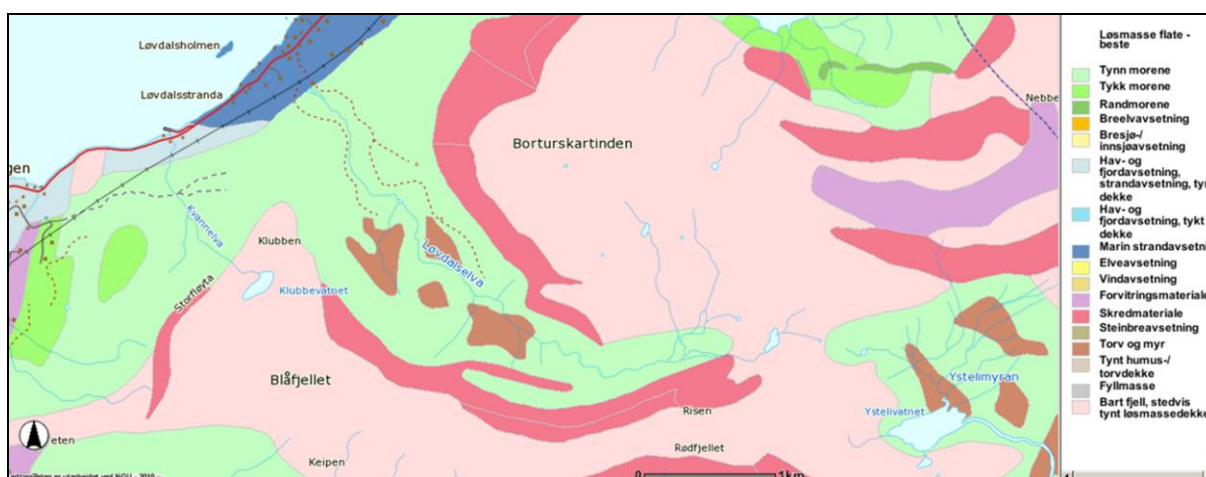 Løvdalsholmen
Løvdalsstranda
gen
Kvannelva
Klubben
Storfløyta
Klubbevatnet
Løvdalselva
Blåfjellet
eten
Keipen
Borturskartinden
Nebbe
Ystelimyran
Ystelivatnet
Risen
Rødfjellet
0 1km
Løsmasse flate -
beste
Tynn morene
Tykk morene
Randmorene
Breelvavsetning
Bresjø-/
innsjøavsetning
Hav- og
fjordavsetning,
strandavsetning, tyn
dekke
Hav- og
fjordavsetning, tykt
dekke
Marin strandavsetni
Elveavsetning
Vindavsetning
Forvitringsmateriale
Skredmateriale
Steinbreavsetning
Torv og myr
Tynt humus-/
torvdekke
Fyllmasse
Bart fjell, stedvis
tynt løsmassedekke